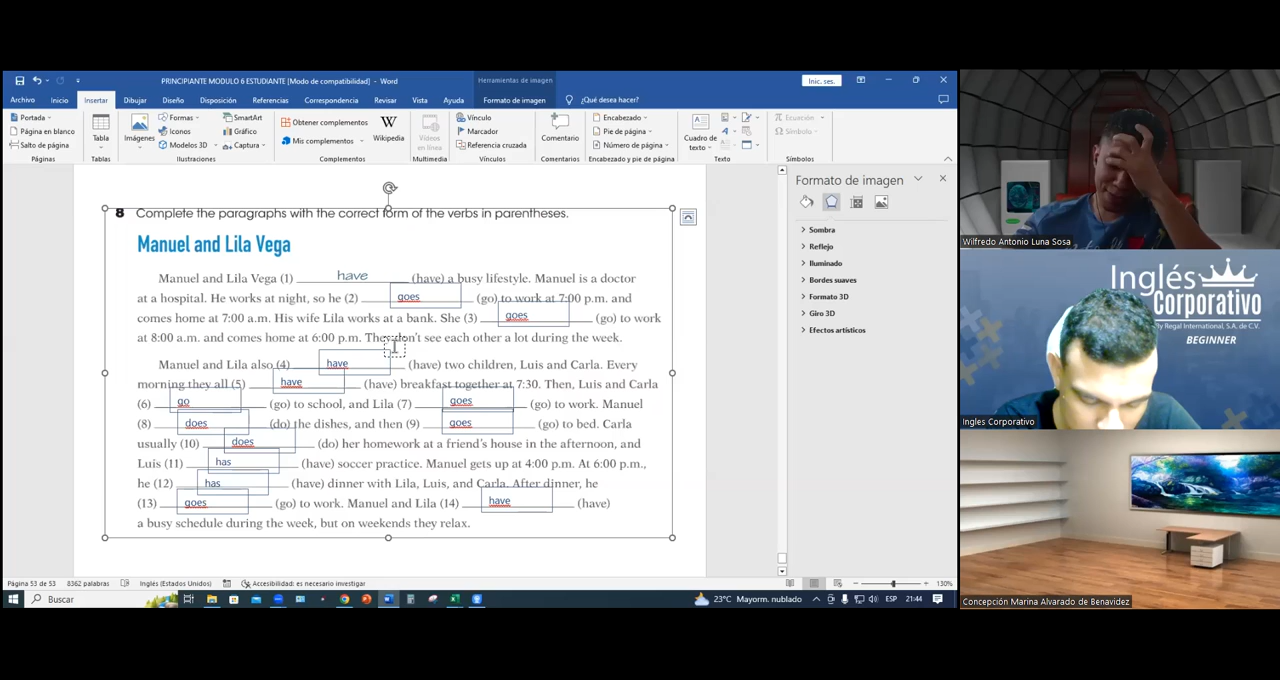 PRINCIPIANTE MODULO 6 ESTUDIANTE [Modo de compatibilidad] - Word
Herramientas de imagen
Inic. ses.
Archivo Inicio Insertar Dibujar Diseño Disposición Referencias Correspondencia Revisar Vista Ayuda Formato de imagen ¿Qué desea hacer?
Portada
Página en blanco
Salto de página
Páginas
Tabla
Tablas
Imágenes
Formas
Iconos
Modelos 3D
SmartArt
Gráfico
Captura
Ilustraciones
Obtener complementos
Mis complementos
Wikipedia
Complementos
Vídeos en línea
Multimedia
Vínculo
Marcador
Referencia cruzada
Vínculos
Comentario
Comentarios
Encabezado
Pie de página
Número de página
Encabezado y pie de página
Cuadro de texto
Texto
Ecuación
Símbolo
Símbolos
8 Complete the paragraphs with the correct form of the verbs in parentheses.
Manuel and Lila Vega
Manuel and Lila Vega (1) have (have) a busy lifestyle. Manuel is a doctor
at a hospital. He works at night, so he (2) goes (go) to work at 7:00 p.m. and
comes home at 7:00 a.m. His wife Lila works at a bank. She (3) goes (go) to work
at 8:00 a.m. and comes home at 6:00 p.m. They don't see each other a lot during the week.
Manuel and Lila also (4) have (have) two children, Luis and Carla. Every
morning they all (5) have (have) breakfast together at 7:30. Then, Luis and Carla
(6) go (go) to school, and Lila (7) goes (go) to work. Manuel
(8) does (do) the dishes, and then (9) goes (go) to bed. Carla
usually (10) does (do) her homework at a friend's house in the afternoon, and
Luis (11) has (have) soccer practice. Manuel gets up at 4:00 p.m. At 6:00 p.m.,
he (12) has (have) dinner with Lila, Luis, and Carla. After dinner, he
(13) goes (go) to work. Manuel and Lila (14) have (have)
a busy schedule during the week, but on weekends they relax.
Formato de imagen
Sombra
Reflejo
Iluminado
Bordes suaves
Formato 3D
Giro 3D
Efectos artísticos
Página 53 de 53 8362 palabras Inglés (Estados Unidos) Accesibilidad: es necesario investigar 130%
Buscar
23°C Mayorm. nublado ESP 21:44
Wilfredo Antonio Luna Sosa
Inglés
Corporativo
Regal International, S.A. de C.V.
BEGINNER
Ingles Corporativo
Concepción Marina Alvarado de Benavidez